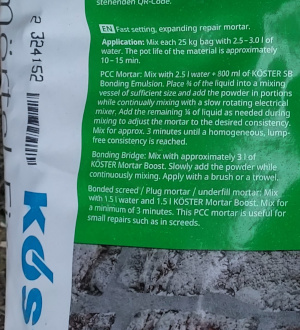 stehenden QR-Code.
EN Fast setting, expanding repair mortar.
Application: Mix each 25 kg bag with 2.5–3.0 l of
water. The pot life of the material is approximately
10 – 15 min.
PCC Mortar: Mix with 2.5 l water + 800 ml of KÖSTER SB
Bonding Emulsion. Place ¾ of the liquid into a mixing
vessel of sufficient size and add the powder in portions
while continually mixing with a slow rotating electrical
mixer. Add the remaining ¼ of liquid as needed during
mixing to adjust the mortar to the desired consistency.
Mix for approx. 3 minutes until a homogeneous, lump-
free consistency is reached.
Bonding Bridge: Mix with approximately 3 l of
KÖSTER Mortar Boost. Slowly add the powder while
continuously mixing. Apply with a brush or a trowel.
Bonded screed / Plug mortar / underfill mortar: Mix
with 1.5 l water and 1.5 l KÖSTER Mortar Boost. Mix for
a minimum of 3 minutes. This PCC mortar is useful for
small repairs such as in screeds.
2 324152
KÖS